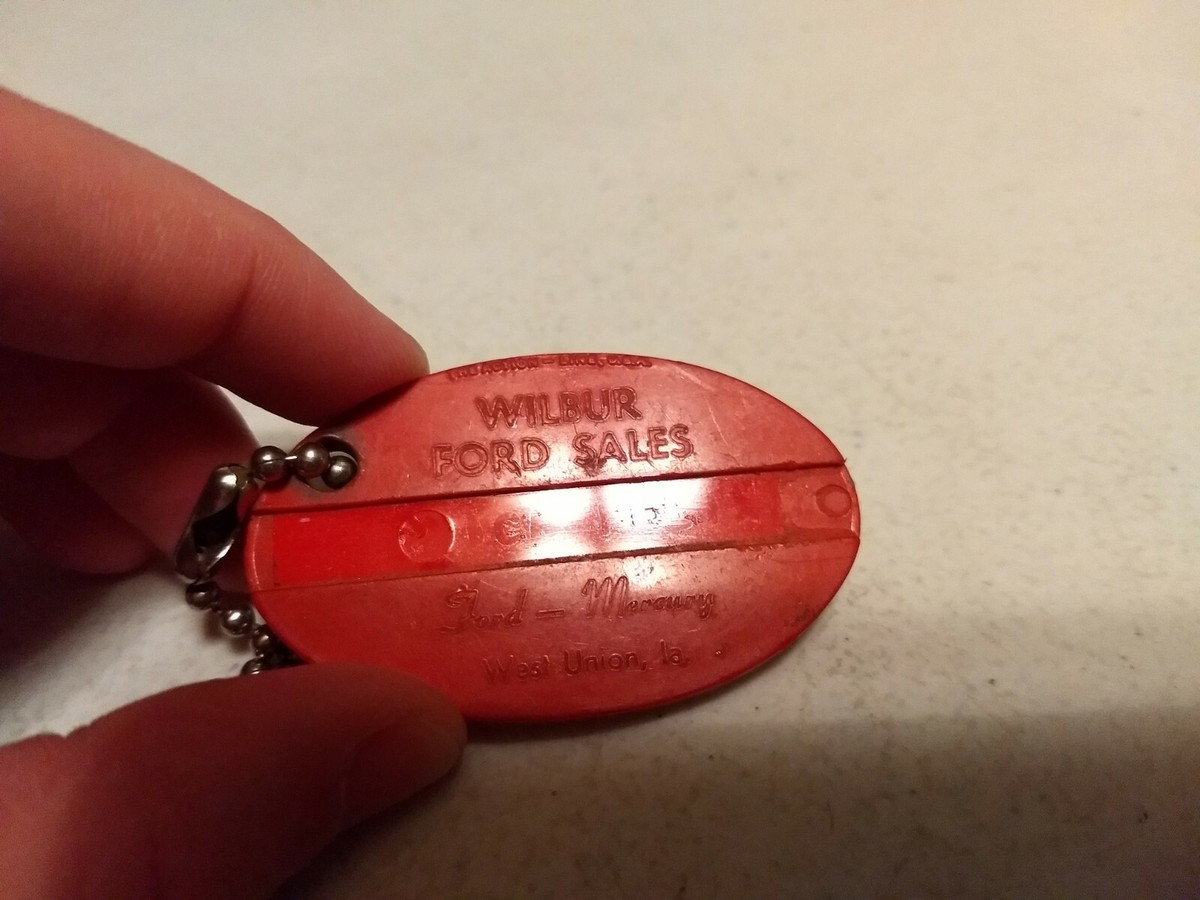 WILBUR
FORD SALES
Ford — Mercury
West Union, Ia.